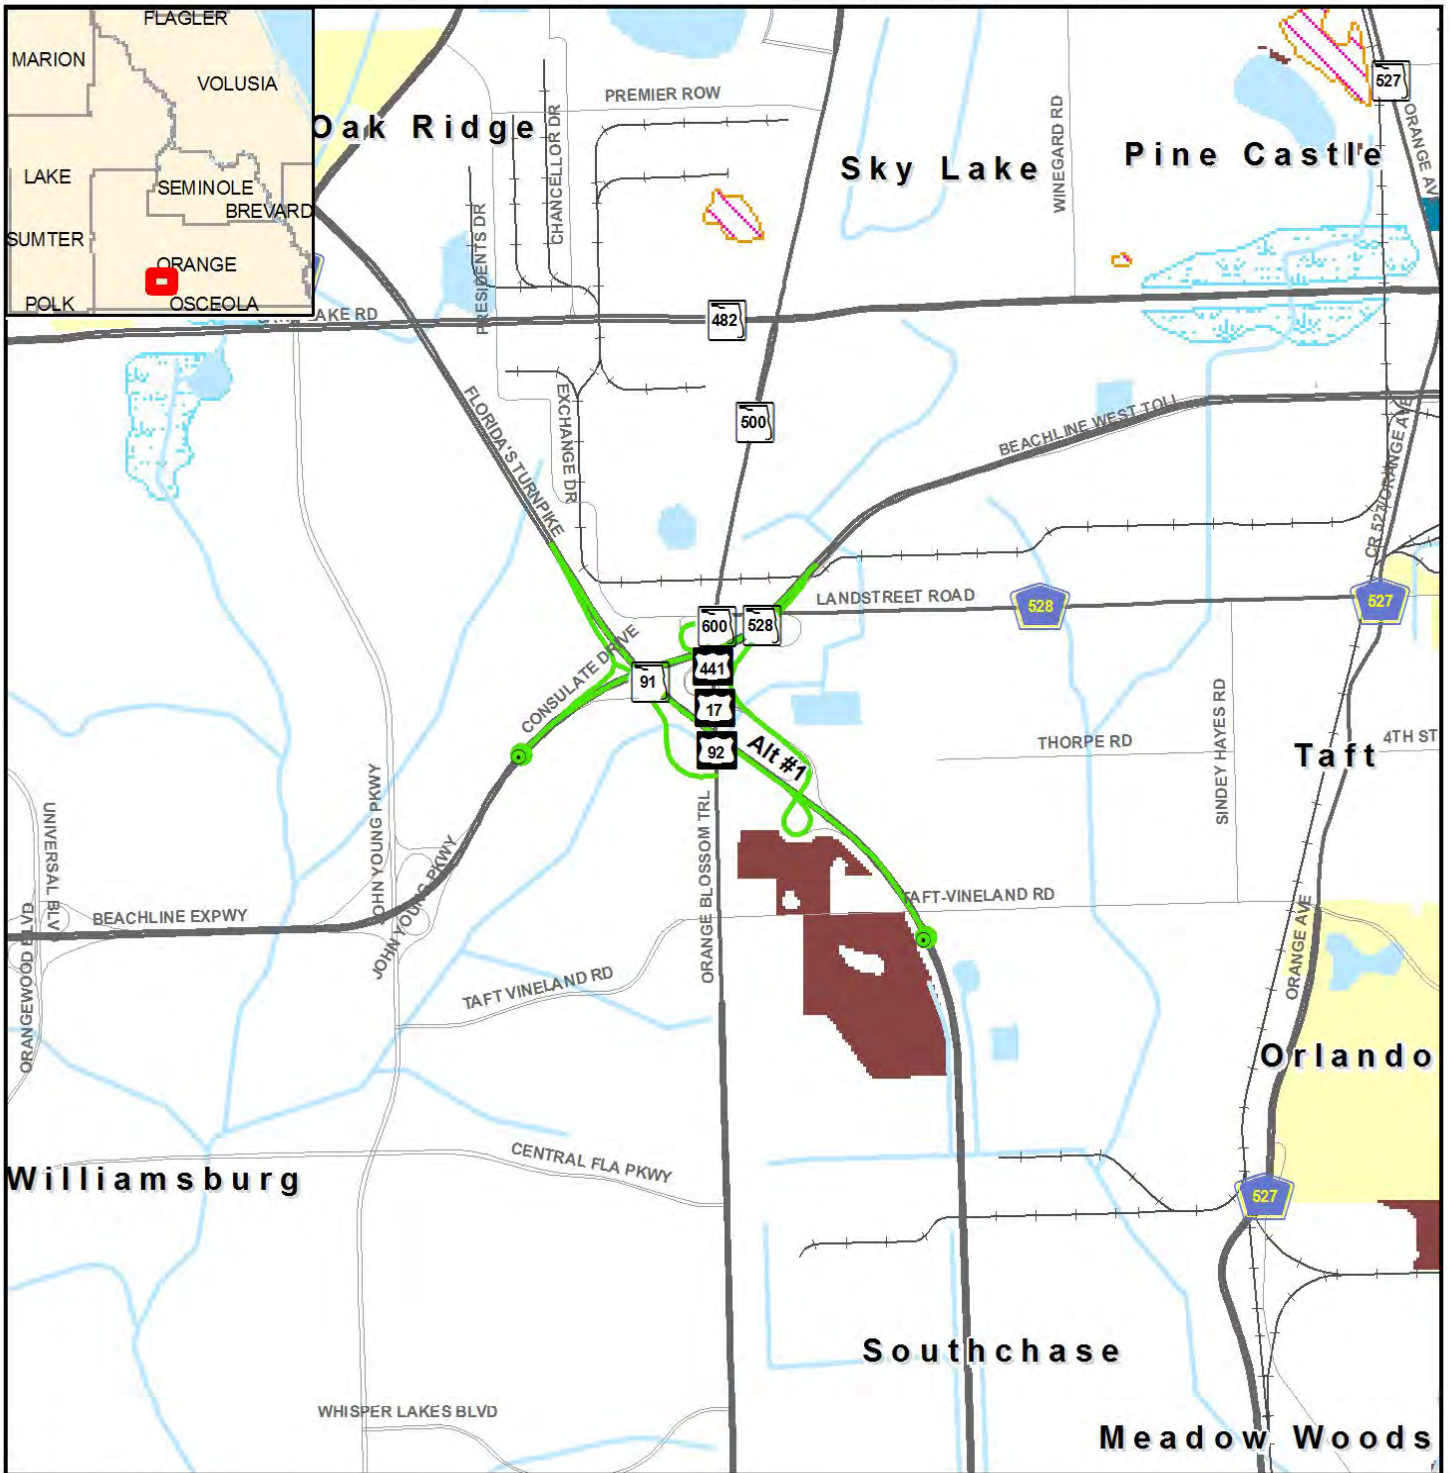 FLAGLER
MARION
VOLUSIA
LAKE
SEMINOLE
BREVARD
SUMTER
ORANGE
POLK
OSCEOLA
Oak Ridge
PREMIER ROW
CHANCELLOR DR
PRESIDENTS DR
Sky Lake
WINEGARD RD
Pine Castle
527
ORANGE AV
LAKE RD
482
500
FLORIDA'S TURNPIKE
EXCHANGE DR
BEACHLINE WEST TOLL
CR 527/ORANGE AVE
LANDSTREET ROAD
528
527
600
528
441
91
17
92
CONSULATE DRIVE
Alt #1
THORPE RD
SINDEY HAYES RD
Taft
4TH ST
UNIVERSAL BLV
JOHN YOUNG PKWY
JOHN YOUNG PKWY
ORANGE BLOSSOM TRL
TAFT-VINELAND RD
BEACHLINE EXPWY
ORANGEWOOD BLVD
TAFT VINELAND RD
ORANGE AVE
Orlando
CENTRAL FLA PKWY
Williamsburg
527
Southchase
WHISPER LAKES BLVD
Meadow Woods